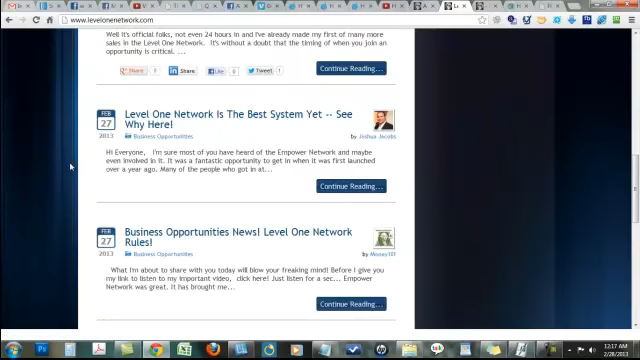 www.levelonenetwork.com
Well it's official folks, not even 24 hours in and I've already made my first of many more
sales in the Level One Network. It's without a doubt that the timing of when you join an
opportunity is critical. ...
Share
Share
Like 0
Tweet 1
Continue Reading...
FEB
27
2013
Level One Network Is The Best System Yet -- See
Why Here!
Business Opportunities
by Joshua Jacobs
Hi Everyone, I'm sure most of you have heard of the Empower Network and maybe
even involved in it. It was a fantastic opportunity to get in when it was first launched
over a year ago. Many of the people who got in at...
Continue Reading...
FEB
27
2013
Business Opportunities News! Level One Network
Rules!
Business Opportunities
by Money101
What I'm about to share with you today will blow your freaking mind! Before I give you
my link to listen to my important video, click here! Just listen for a sec... Empower
Network was great. It has brought me...
Continue Reading...
12:17 AM
2/28/2013